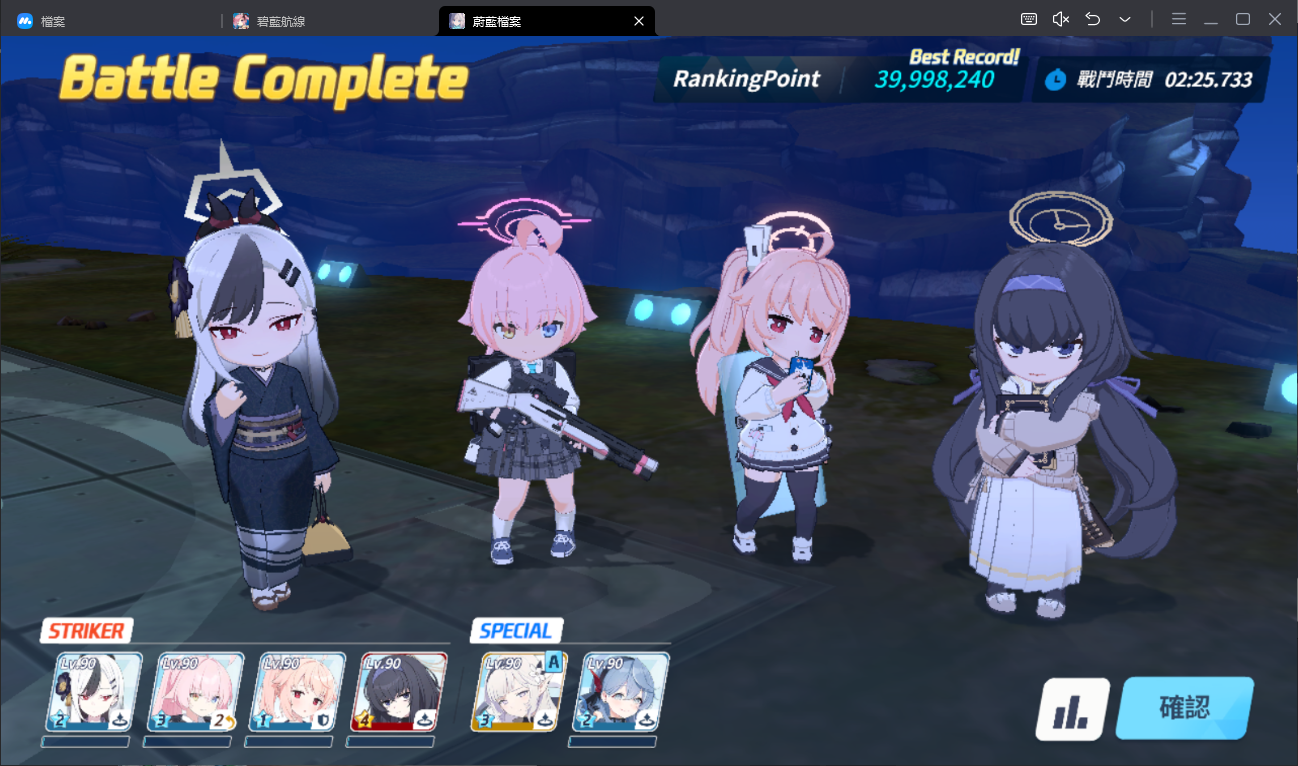 檔案
碧藍航線
蔚藍檔案
Battle Complete
Best Record!
RankingPoint 39,998,240
戰鬥時間 02:25.733
STRIKER
SPECIAL
Lv.90 Lv.90 Lv.90 Lv.90 Lv.90 A Lv.90
2 3 2 1 4 3 2
確認